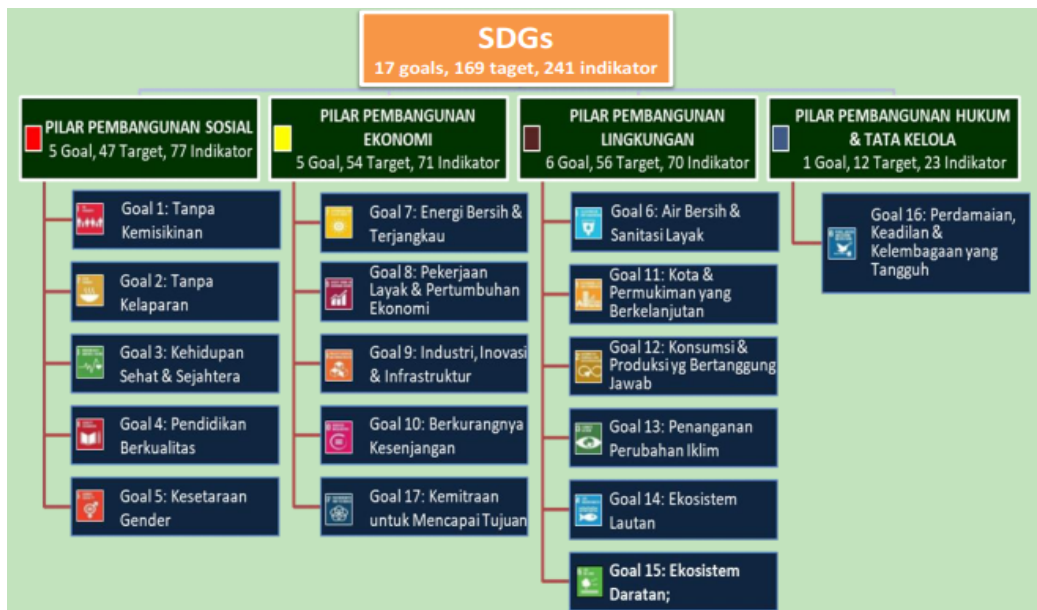 SDGs
17 goals, 169 taget, 241 indikator
PILAR PEMBANGUNAN SOSIAL
5 Goal, 47 Target, 77 Indikator
Goal 1: Tanpa
Kemisikinan
Goal 2: Tanpa
Kelaparan
Goal 3: Kehidupan
Sehat & Sejahtera
Goal 4: Pendidikan
Berkualitas
Goal 5: Kesetaraan
Gender
PILAR PEMBANGUNAN
EKONOMI
5 Goal, 54 Target, 71 Indikator
Goal 7: Energi Bersih &
Terjangkau
Goal 8: Pekerjaan
Layak & Pertumbuhan
Ekonomi
Goal 9: Industri, Inovasi
& Infrastruktur
Goal 10: Berkurangnya
Kesenjangan
Goal 17: Kemitraan
untuk Mencapai Tujuan
PILAR PEMBANGUNAN
LINGKUNGAN
6 Goal, 56 Target, 70 Indikator
Goal 6: Air Bersih &
Sanitasi Layak
Goal 11: Kota &
Permukiman yang
Berkelanjutan
Goal 12: Konsumsi &
Produksi yg Bertanggung
Jawab
Goal 13: Penanganan
Perubahan Iklim
Goal 14: Ekosistem
Lautan
Goal 15: Ekosistem
Daratan;
PILAR PEMBANGUNAN HUKUM
& TATA KELOLA
1 Goal, 12 Target, 23 Indikator
Goal 16: Perdamaian,
Keadilan &
Kelembagaan yang
Tangguh